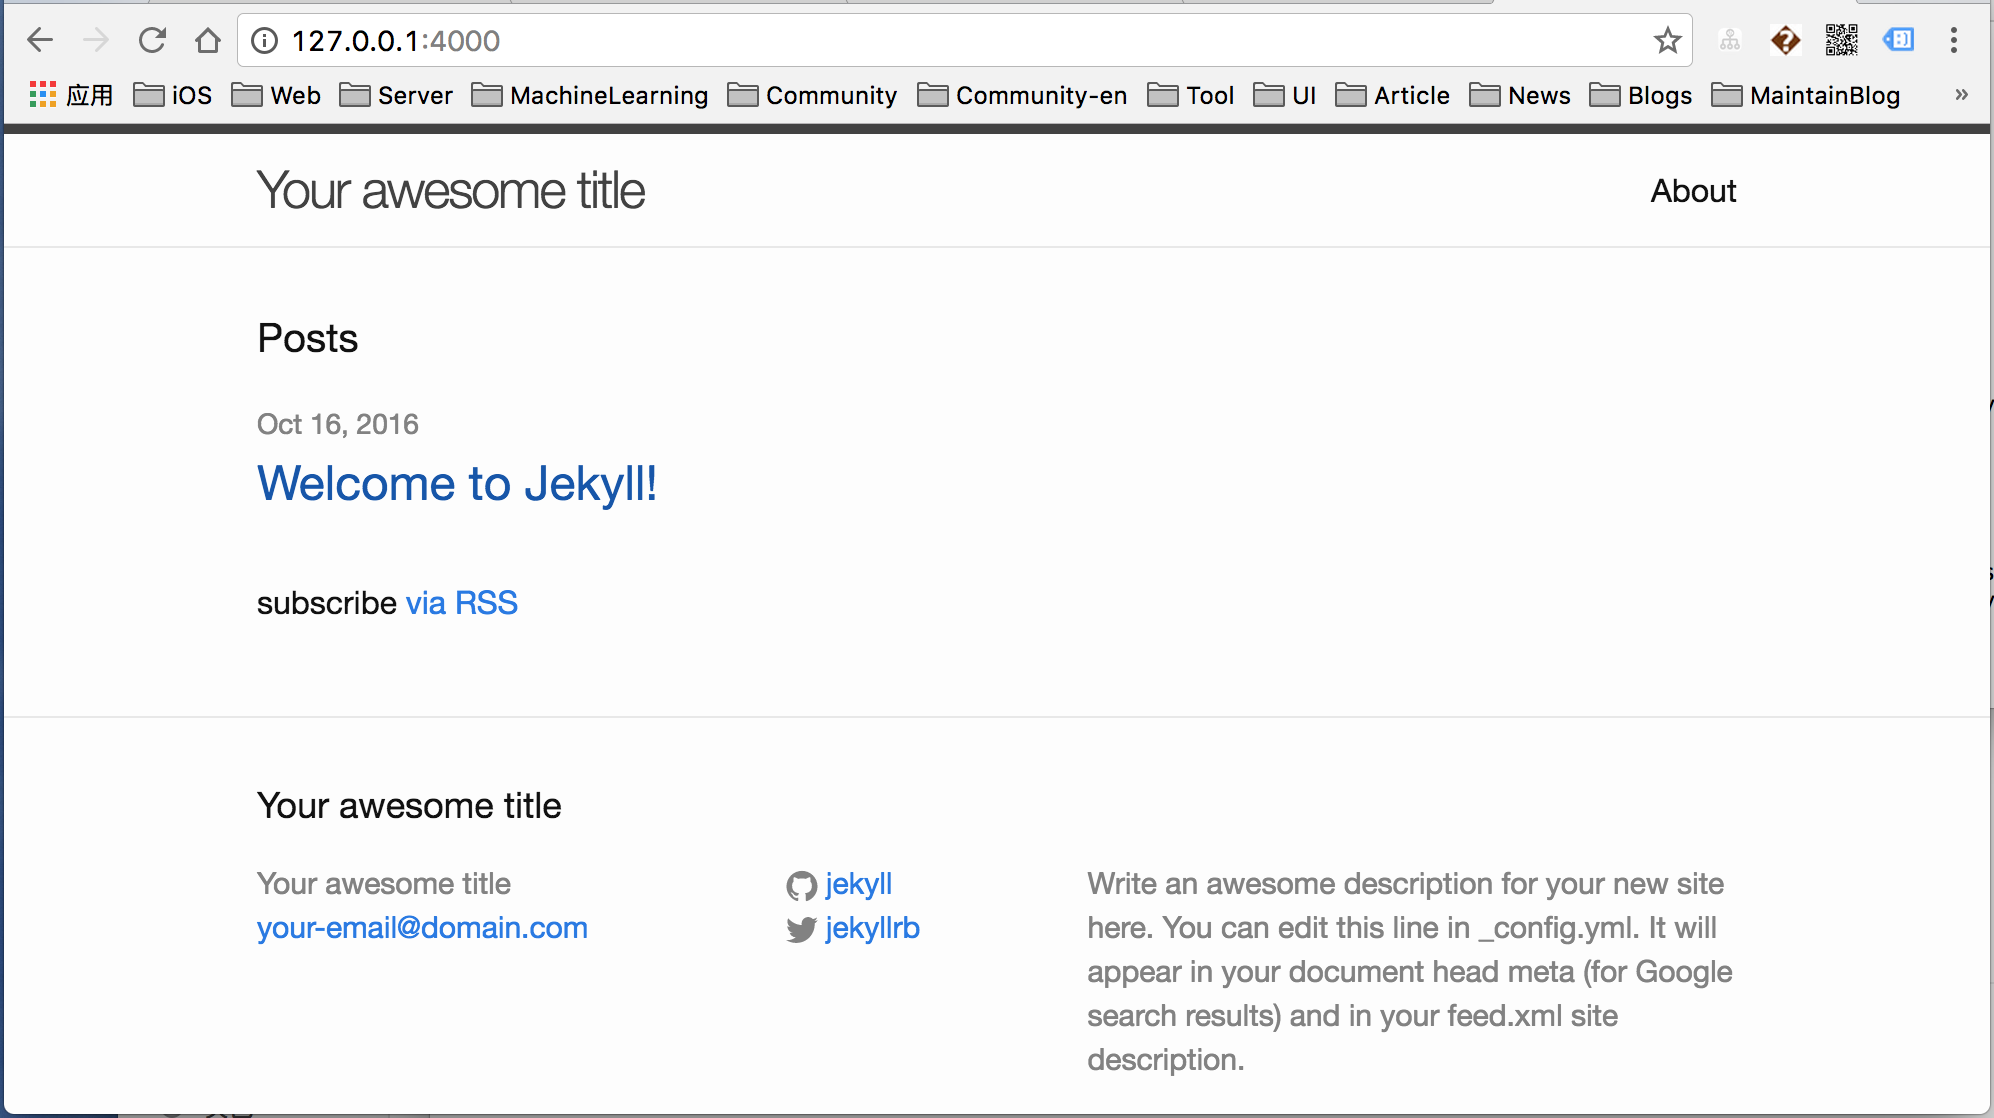 127.0.0.1:4000
应用 iOS Web Server MachineLearning Community Community-en Tool UI Article News Blogs MaintainBlog »
Your awesome title About
Posts
Oct 16, 2016
Welcome to Jekyll!
subscribe via RSS
Your awesome title
Your awesome title
your-email@domain.com
jekyll
jekyllrb
Write an awesome description for your new site
here. You can edit this line in _config.yml. It will
appear in your document head meta (for Google
search results) and in your feed.xml site
description.